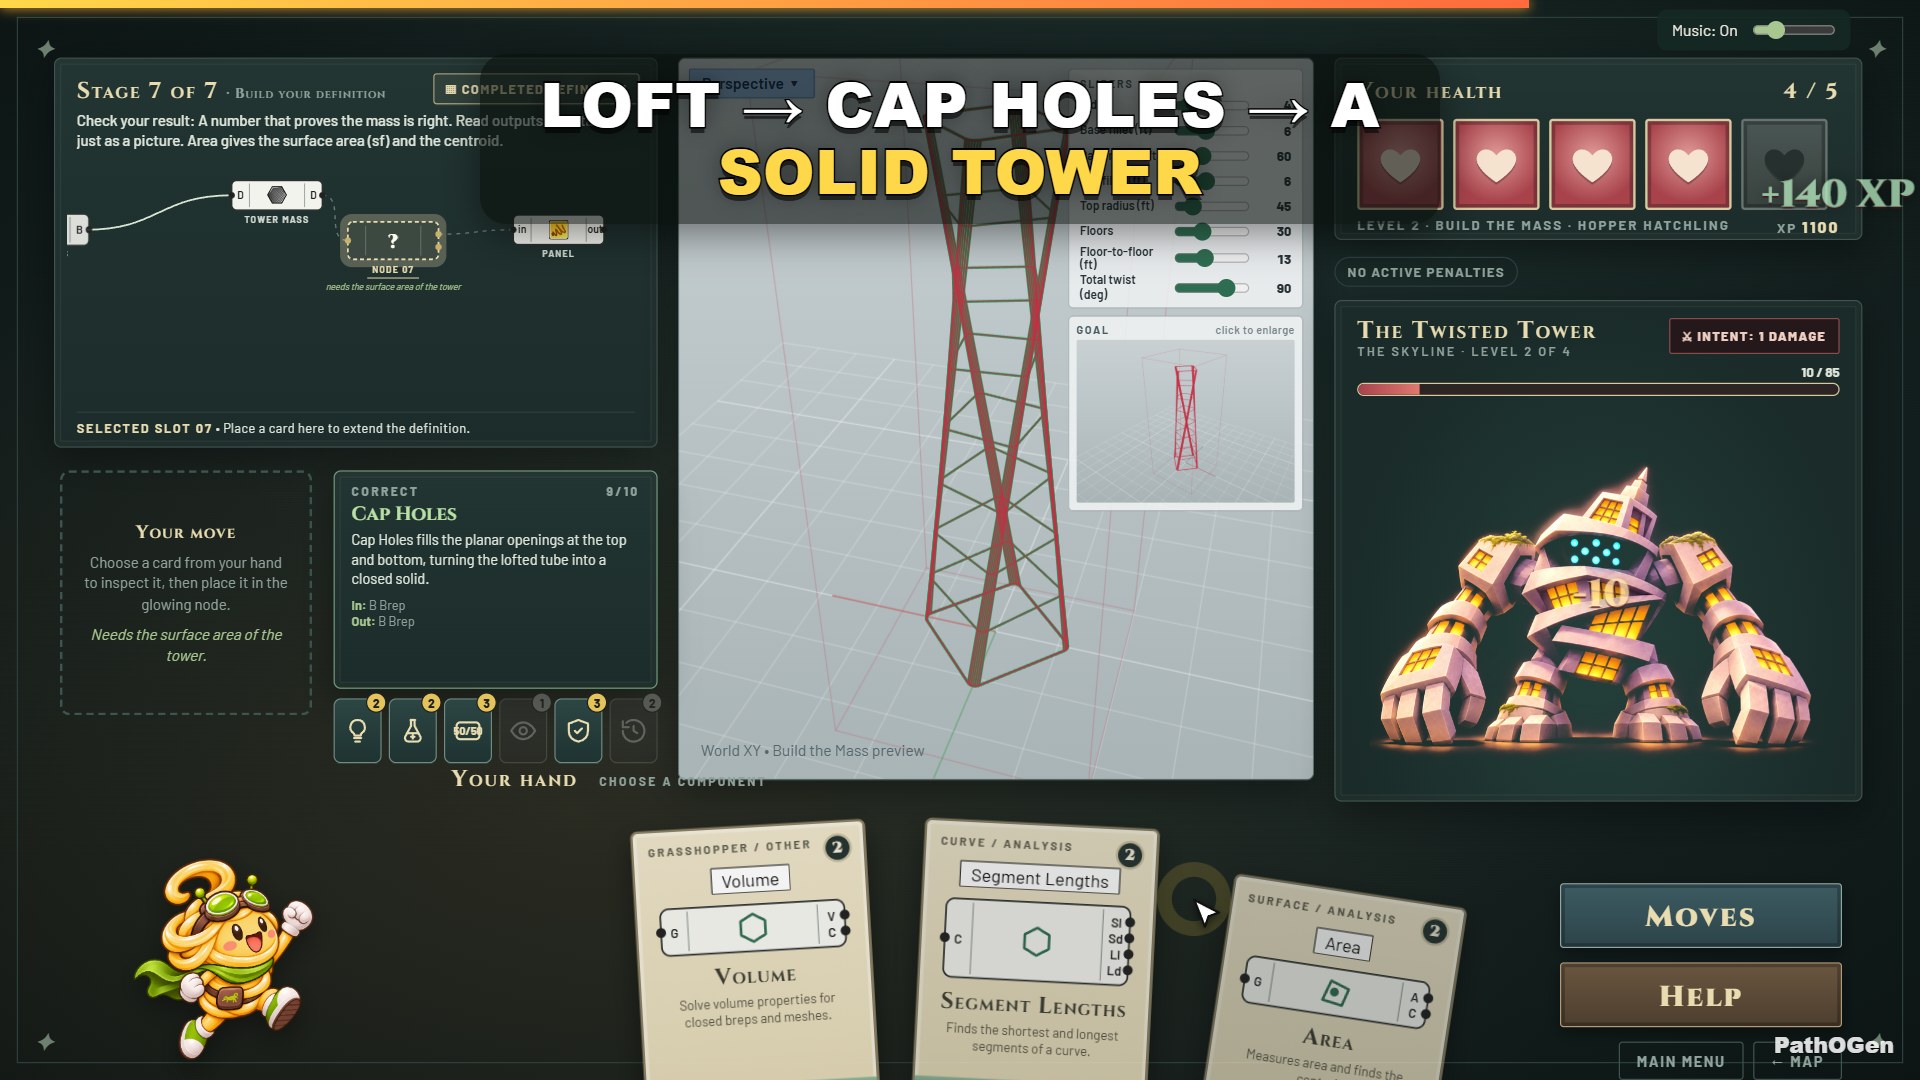 Music: On
LOFT → CAP HOLES → A
SOLID TOWER
STAGE 7 OF 7 · BUILD YOUR DEFINITION
Check your result: A number that proves the mass is right. Read outputs
just as a picture. Area gives the surface area (sf) and the centroid.
B
D D
TOWER MASS
?
NODE 07
needs the surface area of the tower
in out
PANEL
SELECTED SLOT 07 • Place a card here to extend the definition.
YOUR MOVE
Choose a card from your hand
to inspect it, then place it in the
glowing node.
Needs the surface area of the
tower.
CORRECT 9/10
CAP HOLES
Cap Holes fills the planar openings at the top
and bottom, turning the lofted tube into a
closed solid.
In: B Brep
Out: B Brep
2 2 3 1 3 2
50/50
YOUR HAND CHOOSE A COMPONENT
Perspective ▾
6
60
6
Top radius (ft) 45
Floors 30
Floor-to-floor
(ft) 13
Total twist
(deg) 90
GOAL click to enlarge
World XY • Build the Mass preview
YOUR HEALTH 4 / 5
+140 XP
LEVEL 2 · BUILD THE MASS · HOPPER HATCHLING XP 1100
NO ACTIVE PENALTIES
THE TWISTED TOWER
THE SKYLINE · LEVEL 2 OF 4
INTENT: 1 DAMAGE
10 / 85
-10
GRASSHOPPER / OTHER 2
Volume
G V
C
VOLUME
Solve volume properties for
closed breps and meshes.
CURVE / ANALYSIS 2
Segment Lengths
C Sl
Sd
Ll
Ld
SEGMENT LENGTHS
Finds the shortest and longest
segments of a curve.
SURFACE / ANALYSIS 2
Area
G A
C
AREA
Measures area and finds the
MOVES
HELP
MAIN MENU
← MAP
PathOGen